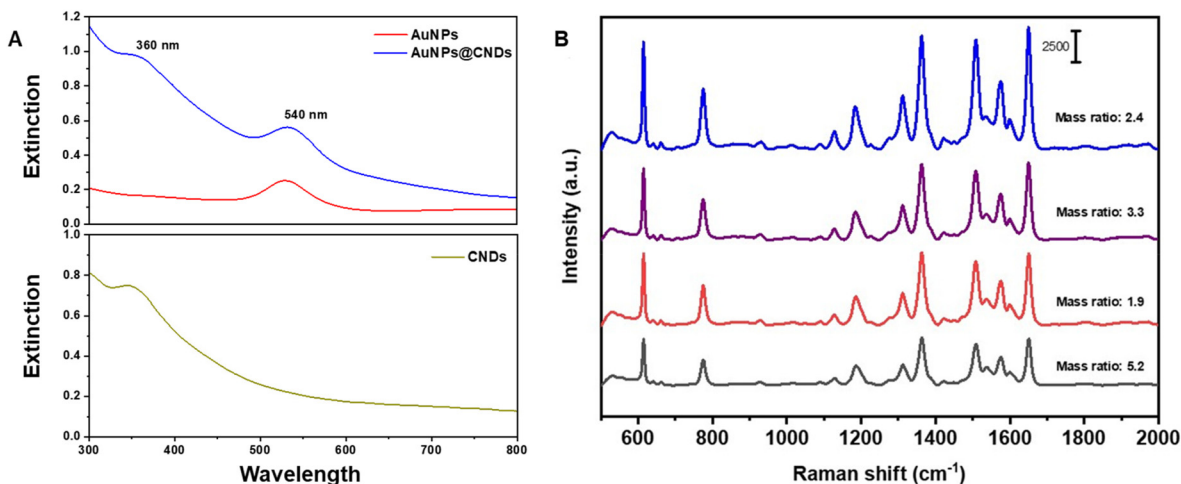 A
Extinction
1.2
1.0
0.8
0.6
0.4
0.2
0.0
360 nm
540 nm
AuNPs
AuNPs@CNDs
Extinction
1.0
0.8
0.6
0.4
0.2
0.0
CNDs
300 400 500 600 700 800
Wavelength
B
Intensity (a.u.)
2500
Mass ratio: 2.4
Mass ratio: 3.3
Mass ratio: 1.9
Mass ratio: 5.2
600 800 1000 1200 1400 1600 1800 2000
Raman shift (cm⁻¹)